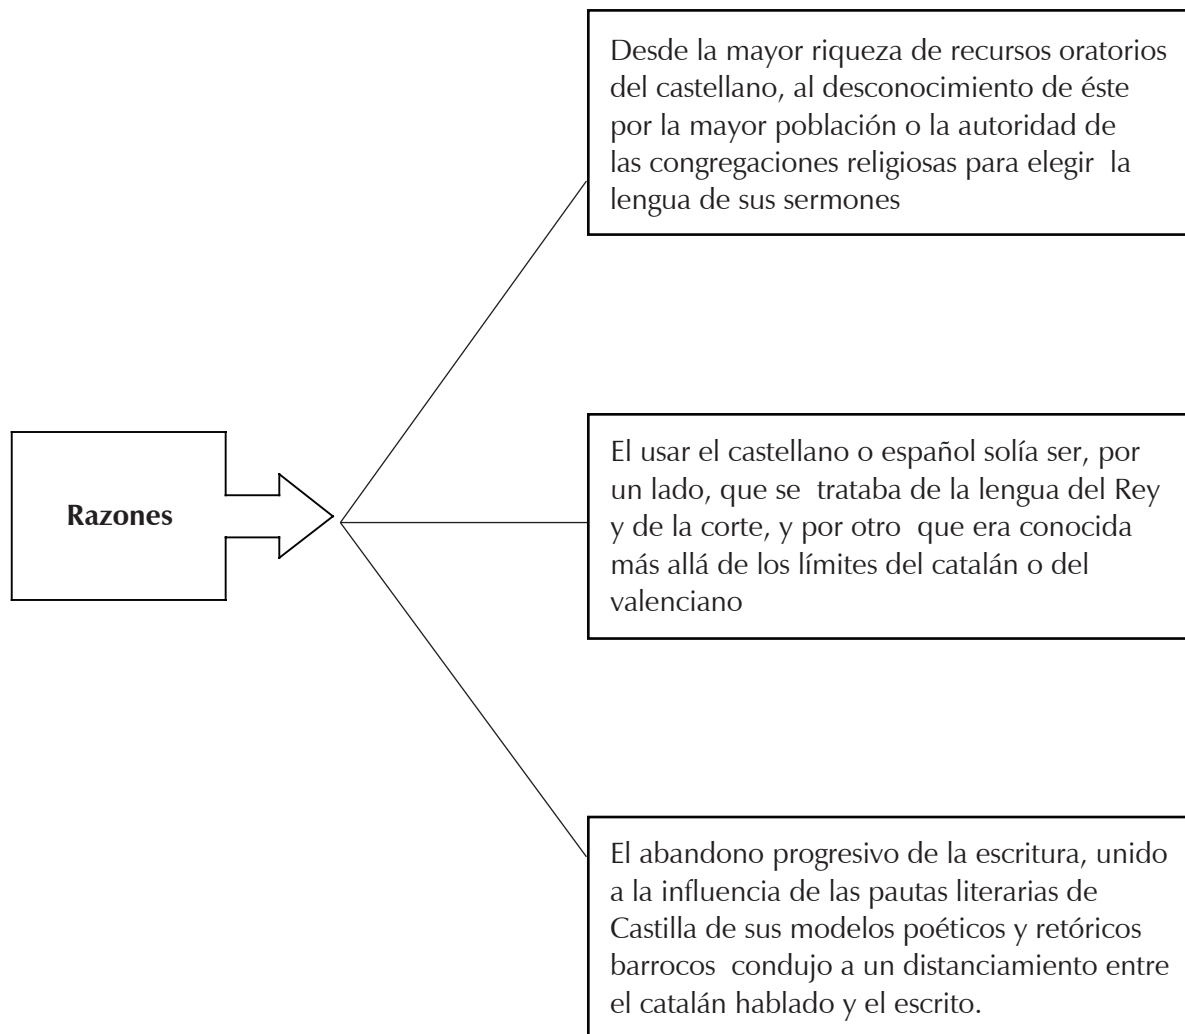 Desde la mayor riqueza de recursos oratorios
del castellano, al desconocimiento de éste
por la mayor población o la autoridad de
las congregaciones religiosas para elegir la
lengua de sus sermones
Razones
El usar el castellano o español solía ser, por
un lado, que se trataba de la lengua del Rey
y de la corte, y por otro que era conocida
más allá de los límites del catalán o del
valenciano
El abandono progresivo de la escritura, unido
a la influencia de las pautas literarias de
Castilla de sus modelos poéticos y retóricos
barrocos condujo a un distanciamiento entre
el catalán hablado y el escrito.